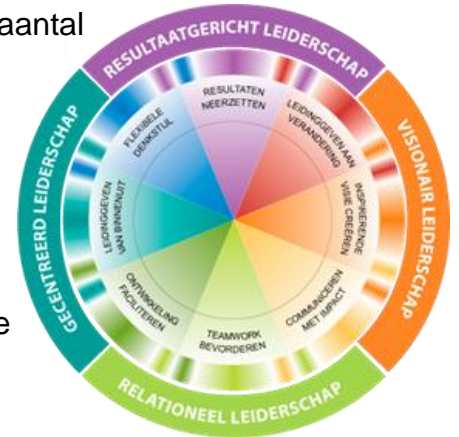 aantal
RESULTAATGERICHT LEIDERSCHAP
VISIONAIR LEIDERSCHAP
RELATIONEEL LEIDERSCHAP
GECENTREERD LEIDERSCHAP
RESULTATEN
NEERZETTEN
LEIDINGGEVEN AAN
VERANDERING
INSPIRERENDE
VISIE CREËREN
COMMUNICEREN
MET IMPACT
TEAMWORK
BEVORDEREN
ONTWIKKELING
FACILITEREN
LEIDINGGEVEN
VAN BINNENUIT
FLEXIBELE
DENKSTIJL
e